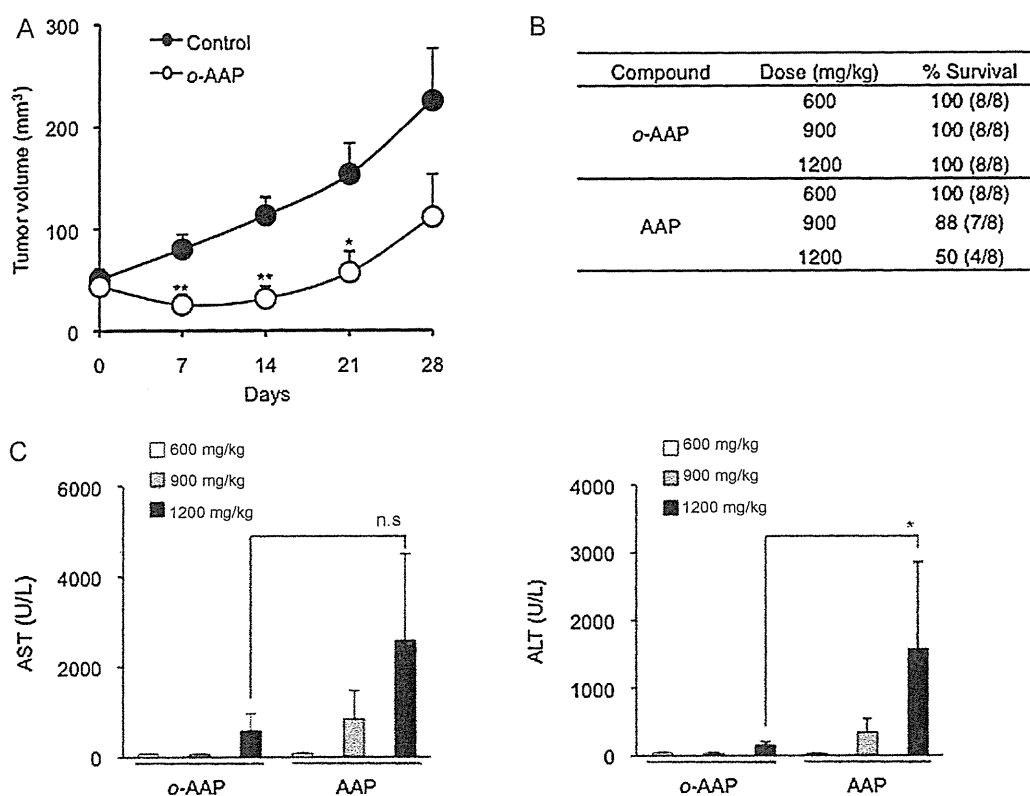 A
300
200
100
0
Tumor volume (mm³)
Control
o-AAP
**
**
*
0 7 14 21 28
Days
B
Compound Dose (mg/kg) % Survival
600 100 (8/8)
o-AAP 900 100 (8/8)
1200 100 (8/8)
600 100 (8/8)
AAP 900 88 (7/8)
1200 50 (4/8)
C
600 mg/kg
900 mg/kg
1200 mg/kg
6000
4000
2000
0
AST (U/L)
n.s
o-AAP AAP
600 mg/kg
900 mg/kg
1200 mg/kg
4000
3000
2000
1000
0
ALT (U/L)
*
o-AAP AAP